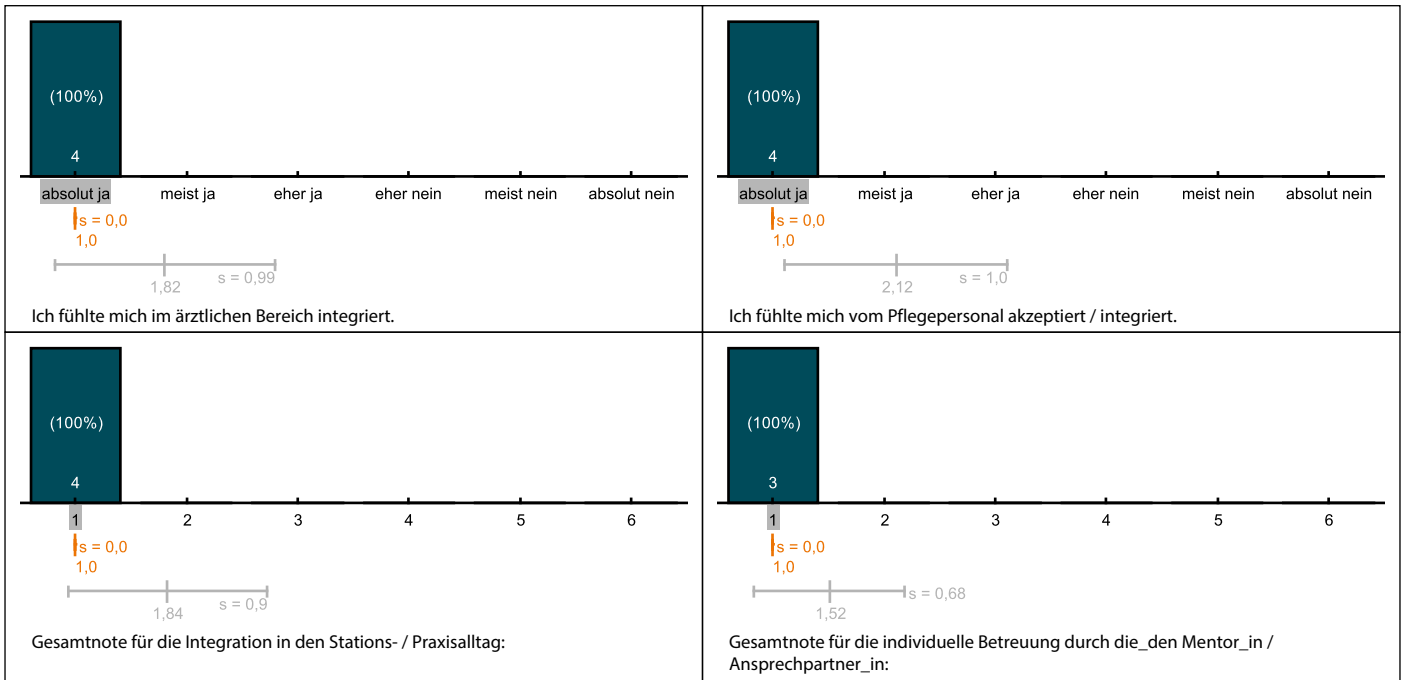 (100%)
4
absolut ja meist ja eher ja eher nein meist nein absolut nein
s = 0,0
1,0
s = 0,99
1,82
Ich fühlte mich im ärztlichen Bereich integriert.
(100%)
4
absolut ja meist ja eher ja eher nein meist nein absolut nein
s = 0,0
1,0
s = 1,0
2,12
Ich fühlte mich vom Pflegepersonal akzeptiert / integriert.
(100%)
4
1 2 3 4 5 6
s = 0,0
1,0
s = 0,9
1,84
Gesamtnote für die Integration in den Stations- / Praxisalltag:
(100%)
3
1 2 3 4 5 6
s = 0,0
1,0
s = 0,68
1,52
Gesamtnote für die individuelle Betreuung durch die_den Mentor_in /
Ansprechpartner_in: